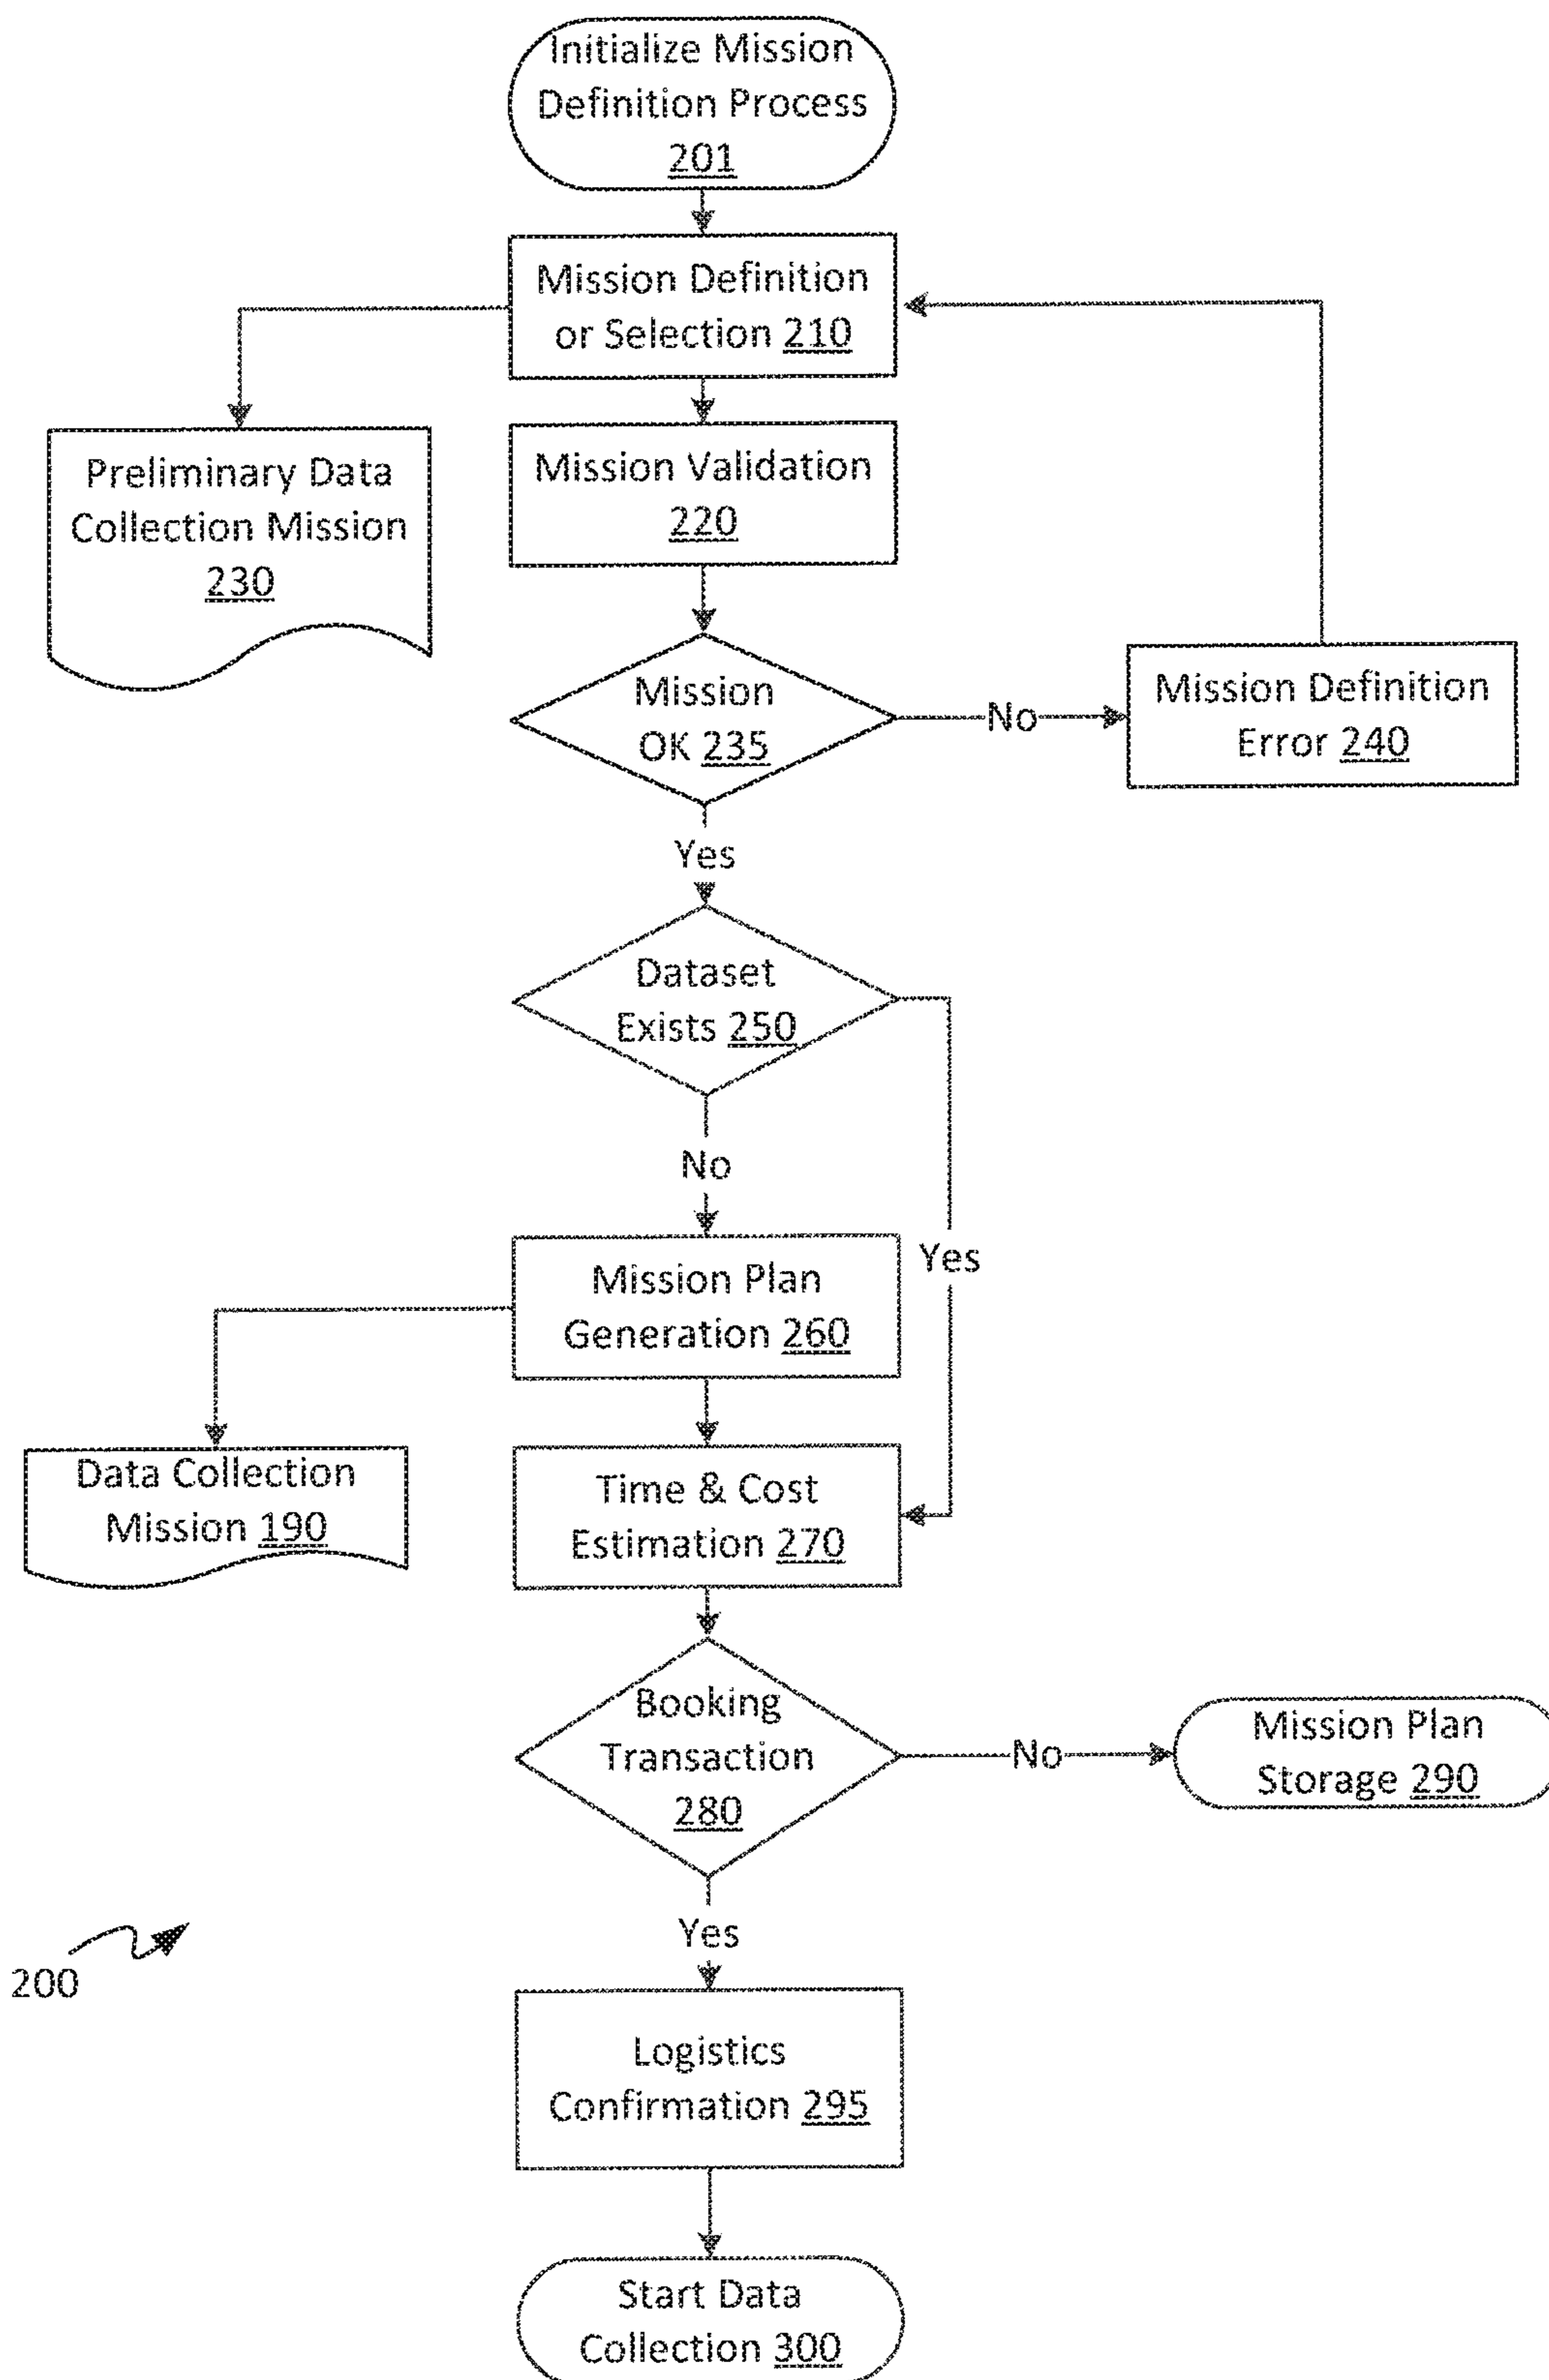 Initialize Mission
Definition Process
201
Mission Definition
or Selection 210
Preliminary Data
Collection Mission
230
Mission Validation
220
Mission
OK 235
No
Mission Definition
Error 240
Yes
Dataset
Exists 250
No
Yes
Mission Plan
Generation 260
Data Collection
Mission 190
Time & Cost
Estimation 270
Booking
Transaction
280
No
Mission Plan
Storage 290
Yes
200
Logistics
Confirmation 295
Start Data
Collection 300